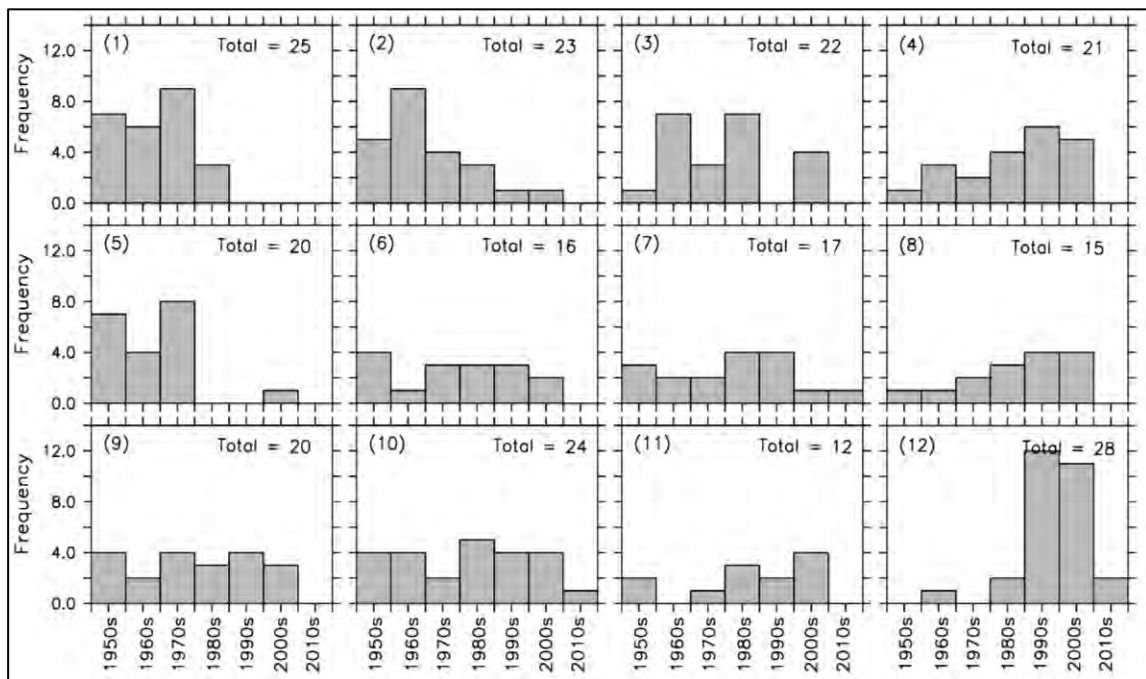 (1) Total = 25
(2) Total = 23
(3) Total = 22
(4) Total = 21
Frequency
12.0
8.0
4.0
0.0
(5) Total = 20
(6) Total = 16
(7) Total = 17
(8) Total = 15
Frequency
12.0
8.0
4.0
0.0
(9) Total = 20
(10) Total = 24
(11) Total = 12
(12) Total = 28
Frequency
12.0
8.0
4.0
0.0
1950s 1960s 1970s 1980s 1990s 2000s 2010s
1950s 1960s 1970s 1980s 1990s 2000s 2010s
1950s 1960s 1970s 1980s 1990s 2000s 2010s
1950s 1960s 1970s 1980s 1990s 2000s 2010s